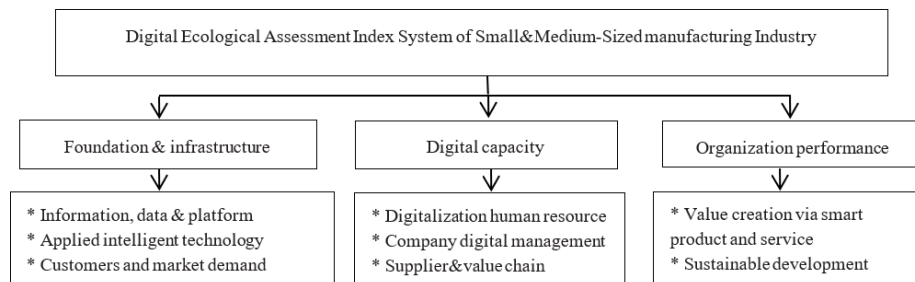 Digital Ecological Assessment Index System of Small&Medium-Sized manufacturing Industry
Foundation & infrastructure
Digital capacity
Organization performance
* Information, data & platform
* Applied intelligent technology
* Customers and market demand
* Digitalization human resource
* Company digital management
* Supplier&value chain
* Value creation via smart
product and service
* Sustainable development